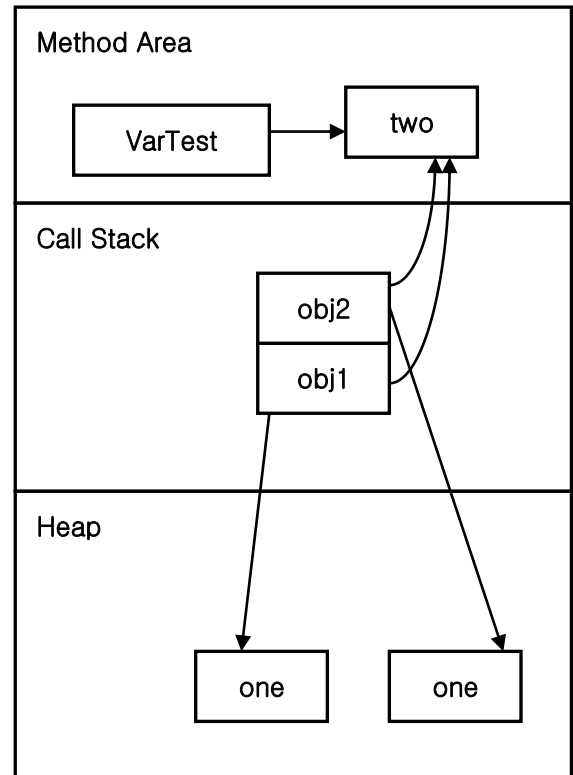 Method Area
VarTest
two
Call Stack
obj2
obj1
Heap
one
one